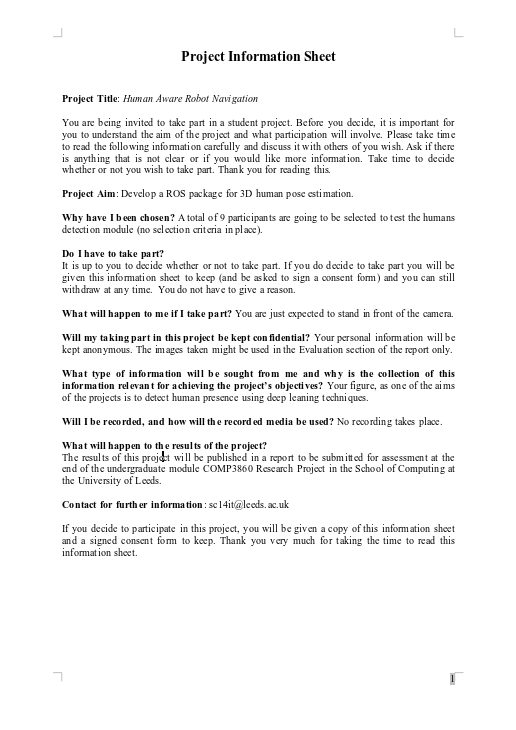 Project Information Sheet
Project Title: Human Aware Robot Navigation
You are being invited to take part in a student project. Before you decide, it is important for
you to understand the aim of the project and what participation will involve. Please take time
to read the following information carefully and discuss it with others of you wish. Ask if there
is anything that is not clear or if you would like more information. Take time to decide
whether or not you wish to take part. Thank you for reading this.
Project Aim: Develop a ROS package for 3D human pose estimation.
Why have I been chosen? A total of 9 participants are going to be selected to test the humans
detection module (no selection criteria in place).
Do I have to take part?
It is up to you to decide whether or not to take part. If you do decide to take part you will be
given this information sheet to keep (and be asked to sign a consent form) and you can still
withdraw at any time. You do not have to give a reason.
What will happen to me if I take part? You are just expected to stand in front of the camera.
Will my taking part in this project be kept confidential? Your personal information will be
kept anonymous. The images taken might be used in the Evaluation section of the report only.
What type of information will be sought from me and why is the collection of this
information relevant for achieving the project's objectives? Your figure, as one of the aims
of the projects is to detect human presence using deep leaning techniques.
Will I be recorded, and how will the recorded media be used? No recording takes place.
What will happen to the results of the project?
The results of this project will be published in a report to be submitted for assessment at the
end of the undergraduate module COMP3860 Research Project in the School of Computing at
the University of Leeds.
Contact for further information: sc14it@leeds.ac.uk
If you decide to participate in this project, you will be given a copy of this information sheet
and a signed consent form to keep. Thank you very much for taking the time to read this
information sheet.
1